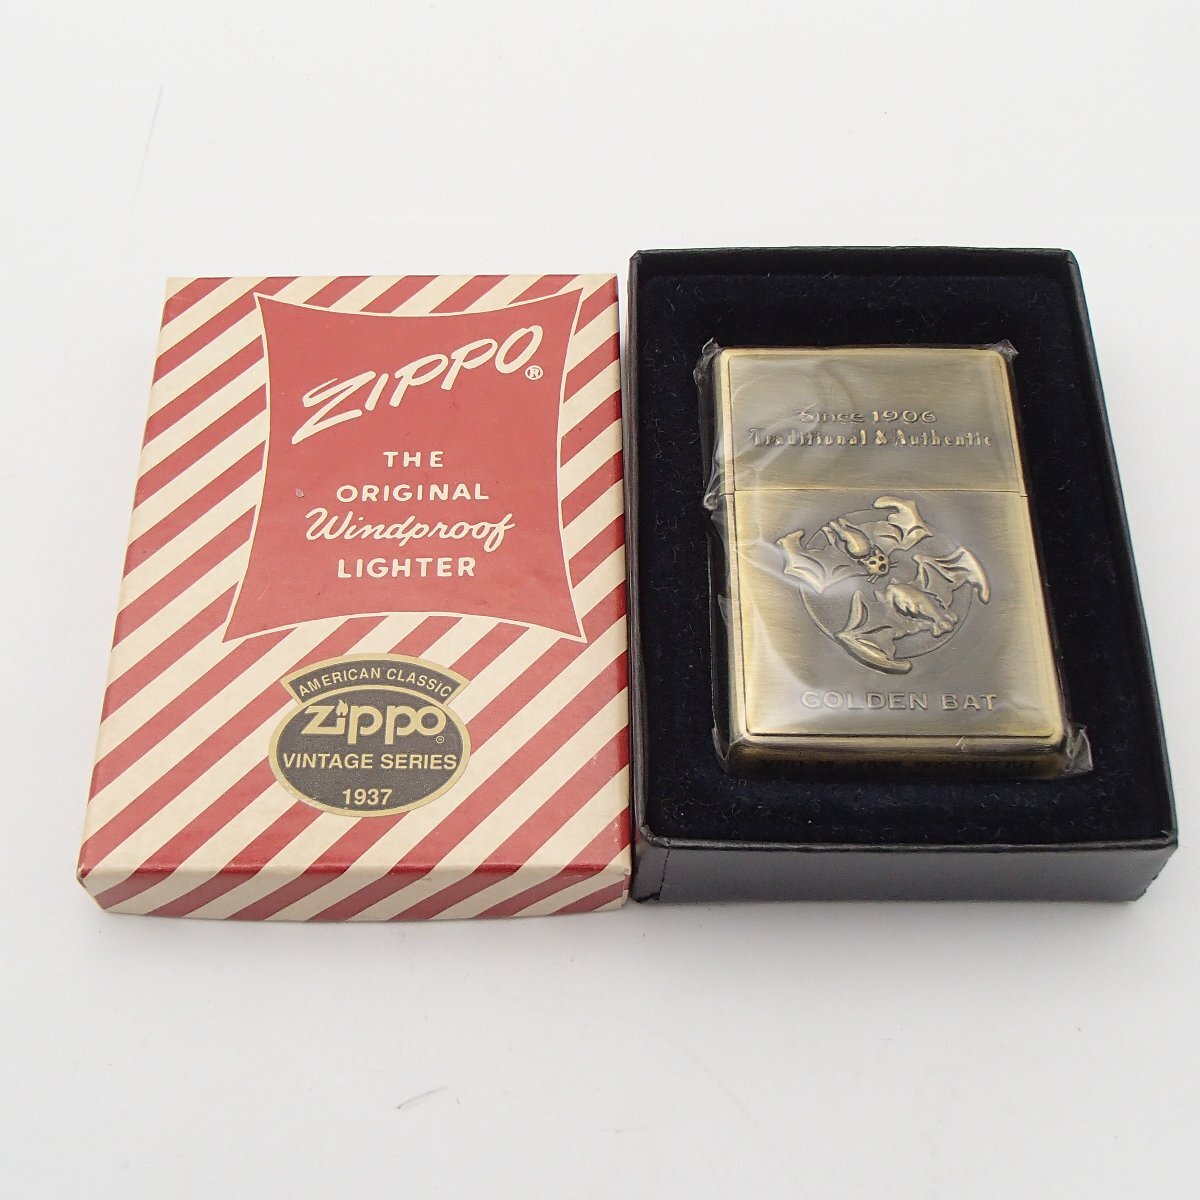 ZIPPO®
THE
ORIGINAL
Windproof
LIGHTER
AMERICAN CLASSIC
Zippo®
VINTAGE SERIES
1937
Since 1906
Traditional & Authentic
GOLDEN BAT